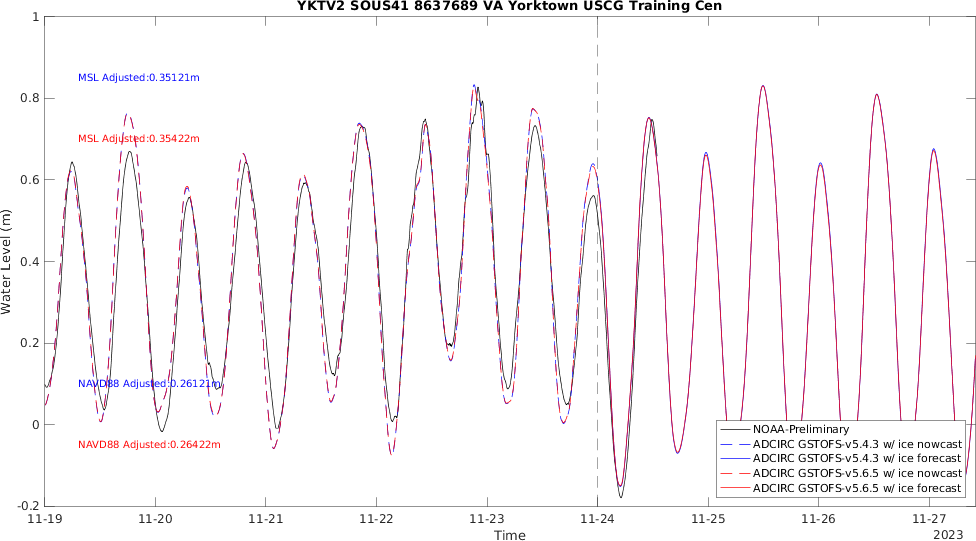 YKTV2 SOUS41 8637689 VA Yorktown USCG Training Cen
1
0.8
0.6
0.4
0.2
0
-0.2
Water Level (m)
MSL Adjusted:0.35121m
MSL Adjusted:0.35422m
NAVD88 Adjusted:0.26121m
NAVD88 Adjusted:0.26422m
NOAA-Preliminary
ADCIRC GSTOFS-v5.4.3 w/ ice nowcast
ADCIRC GSTOFS-v5.4.3 w/ ice forecast
ADCIRC GSTOFS-v5.6.5 w/ ice nowcast
ADCIRC GSTOFS-v5.6.5 w/ ice forecast
11-19 11-20 11-21 11-22 11-23 11-24 11-25 11-26 11-27
Time
2023